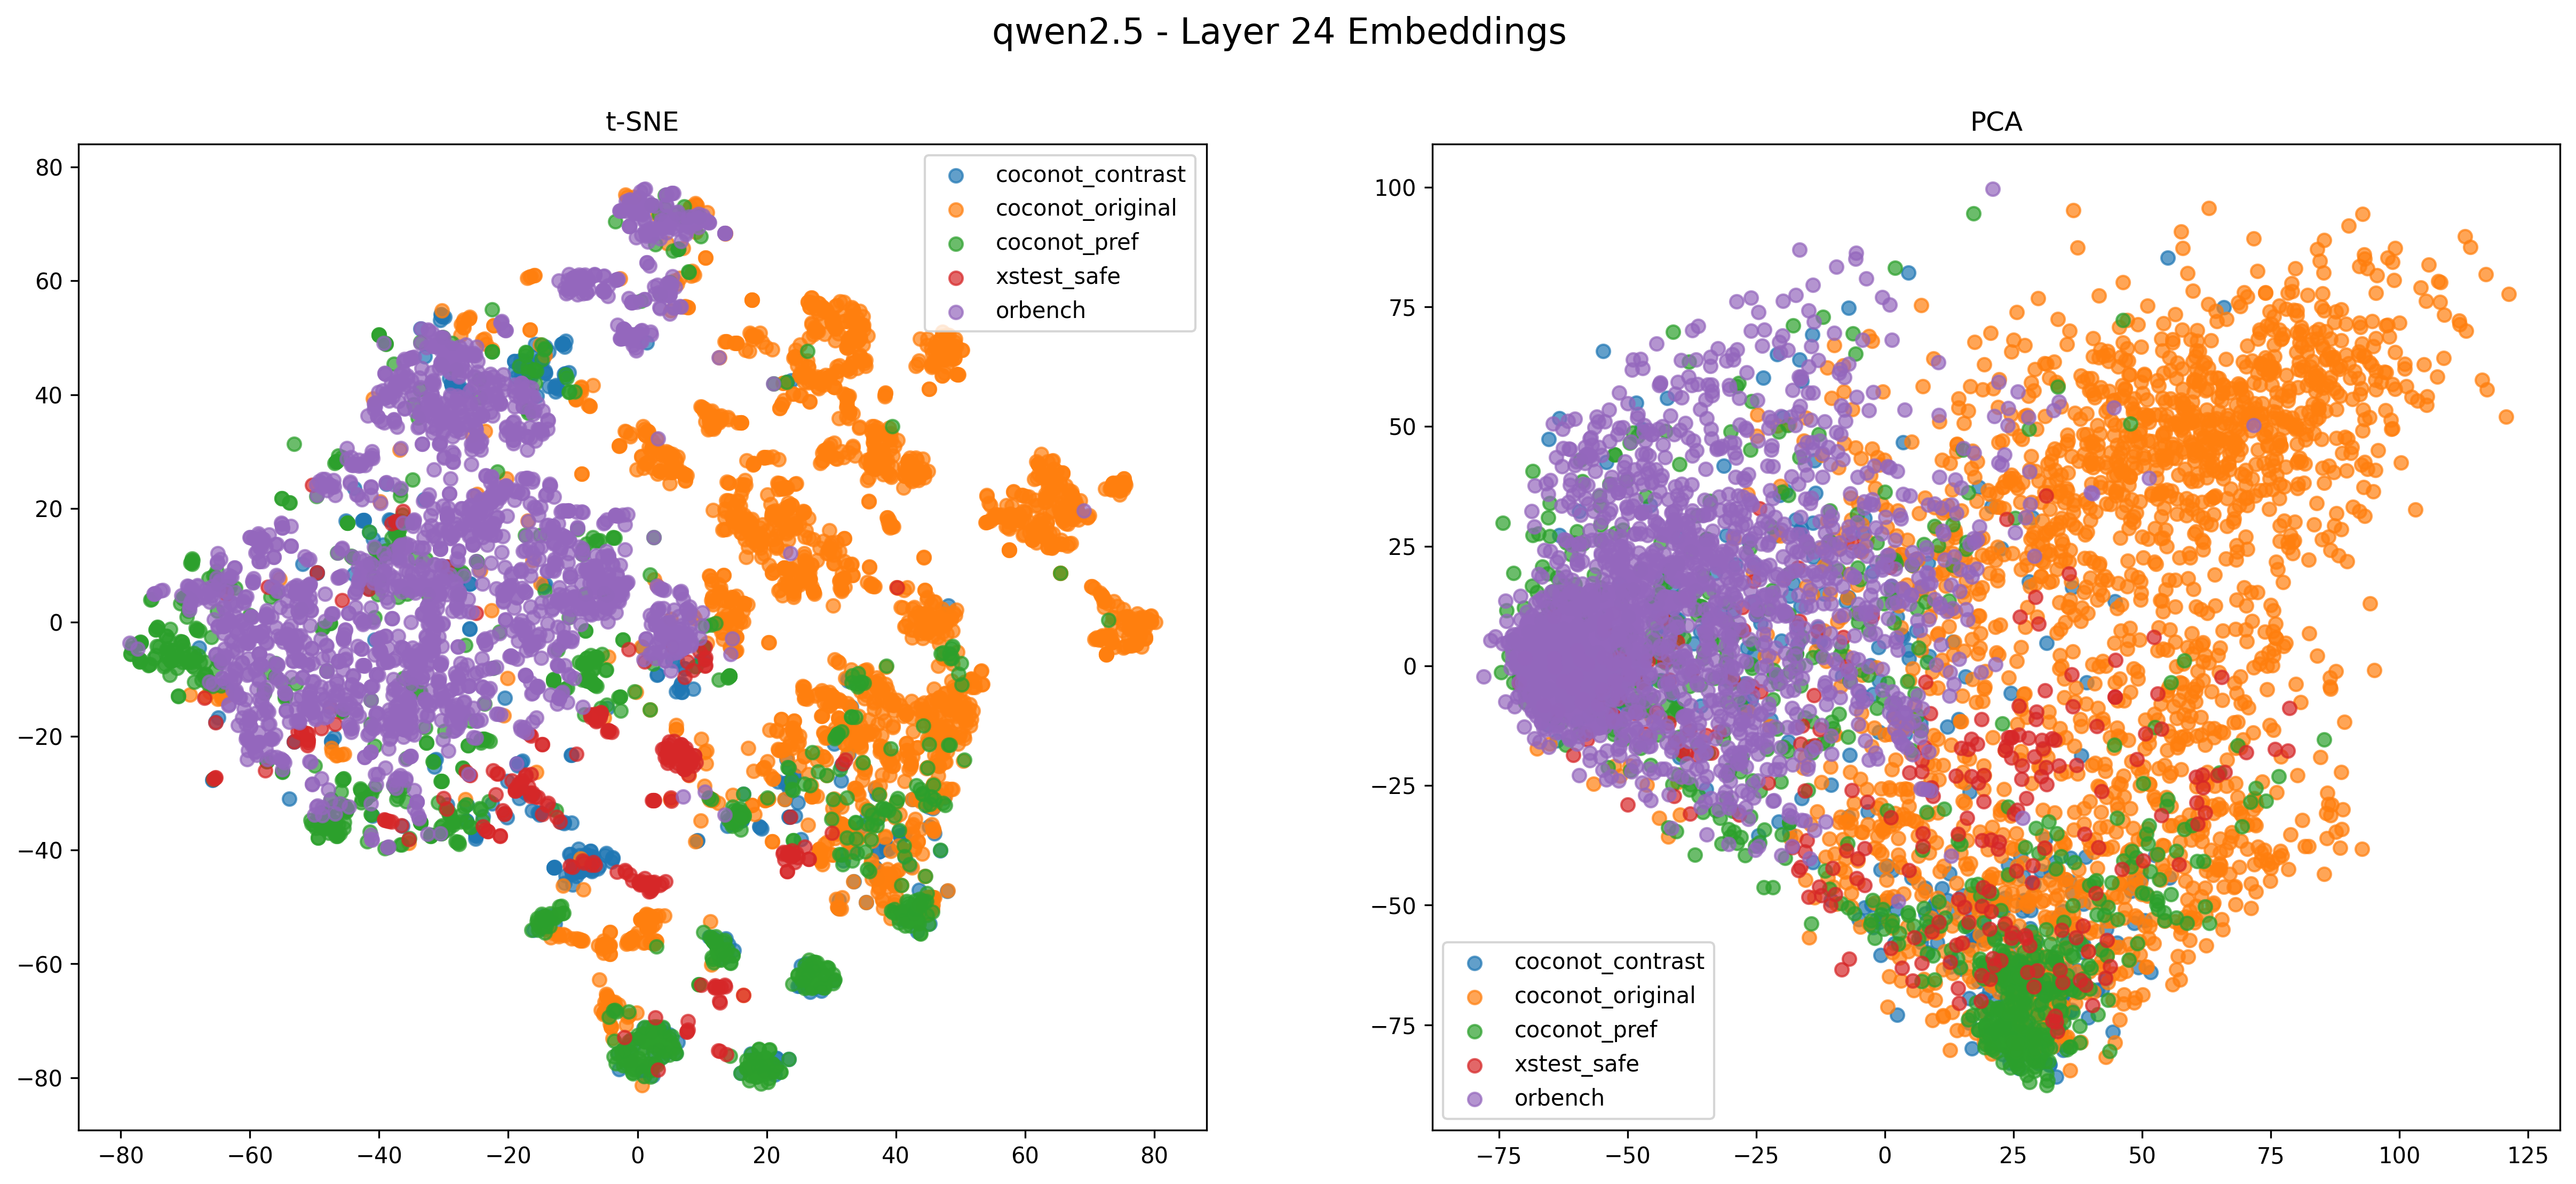 qwen2.5 - Layer 24 Embeddings
t-SNE
80
60
40
20
0
−20
−40
−60
−80
−80
−60
−40
−20
0
20
40
60
80
coconot_contrast
coconot_original
coconot_pref
xstest_safe
orbench
PCA
100
75
50
25
0
−25
−50
−75
−75
−50
−25
0
25
50
75
100
125
coconot_contrast
coconot_original
coconot_pref
xstest_safe
orbench